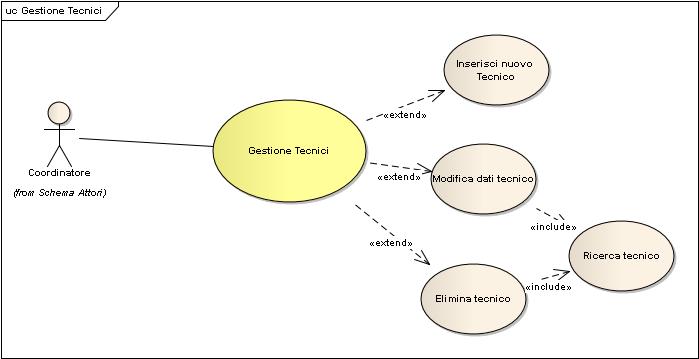 uc Gestione Tecnici
Inserisci nuovo
Tecnico
«extend»
Gestione Tecnici
Coordinatore
(from Schema Attori)
«extend»
Modifica dati tecnico
«include»
«extend»
Ricerca tecnico
Elimina tecnico
«include»